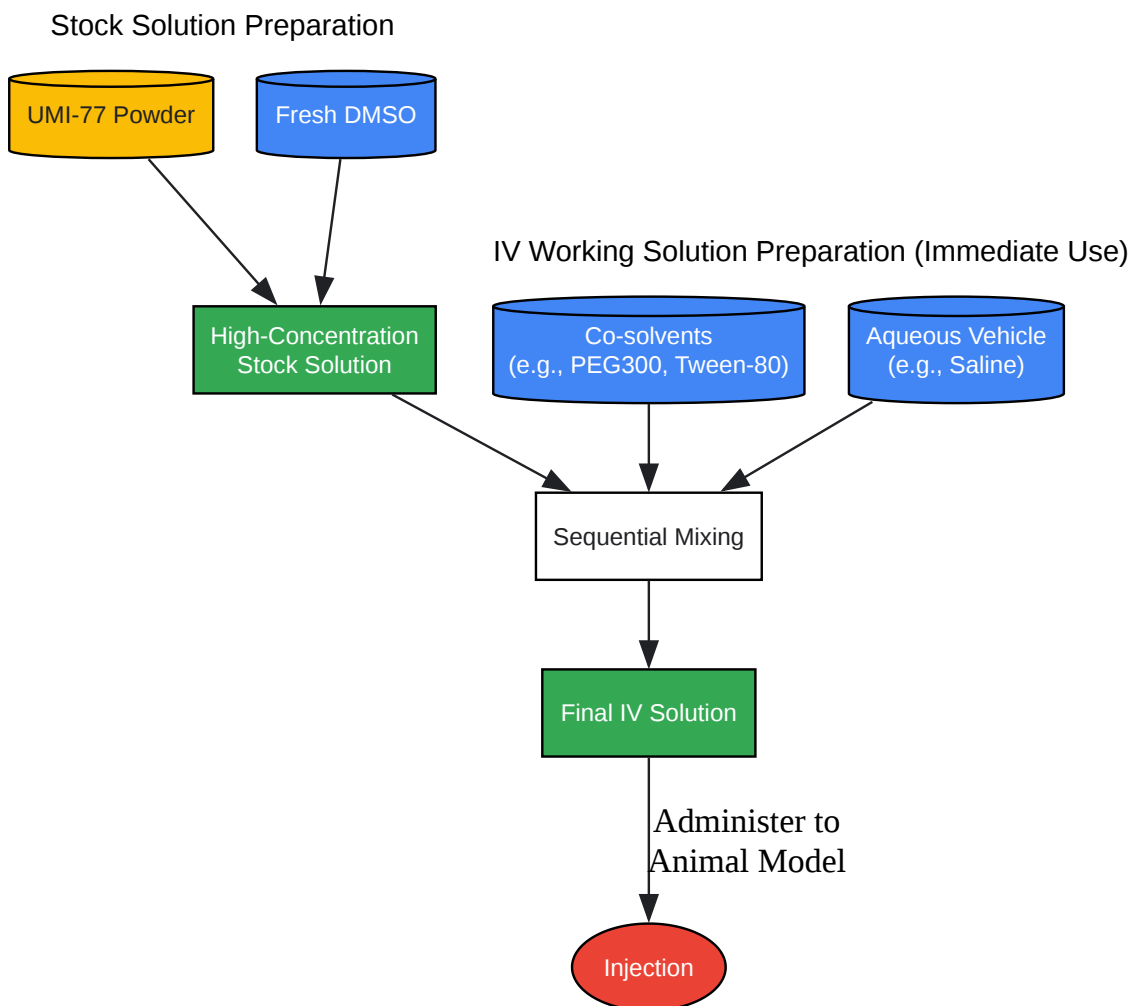 Stock Solution Preparation
UMI-77 Powder
Fresh DMSO
IV Working Solution Preparation (Immediate Use)
High-Concentration
Stock Solution
Co-solvents
(e.g., PEG300, Tween-80)
Aqueous Vehicle
(e.g., Saline)
Sequential Mixing
Final IV Solution
Administer to
Animal Model
Injection